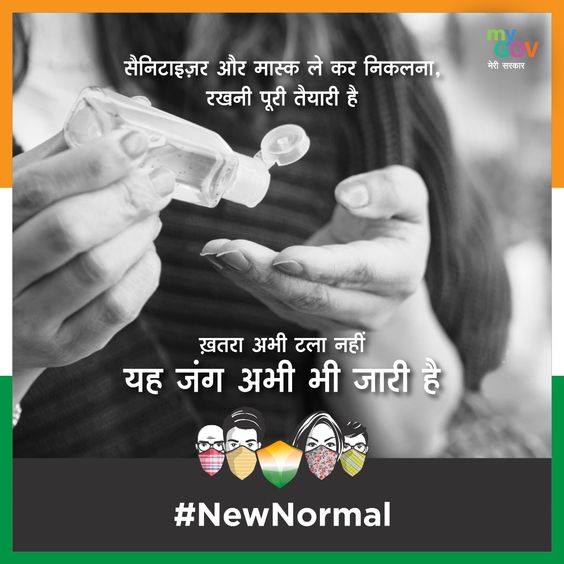 my
GOV
मेरी सरकार
सैनिटाइज़र और मास्क ले कर निकलना,
रखनी पूरी तैयारी है
ख़तरा अभी टला नहीं
यह जंग अभी भी जारी है
#NewNormal